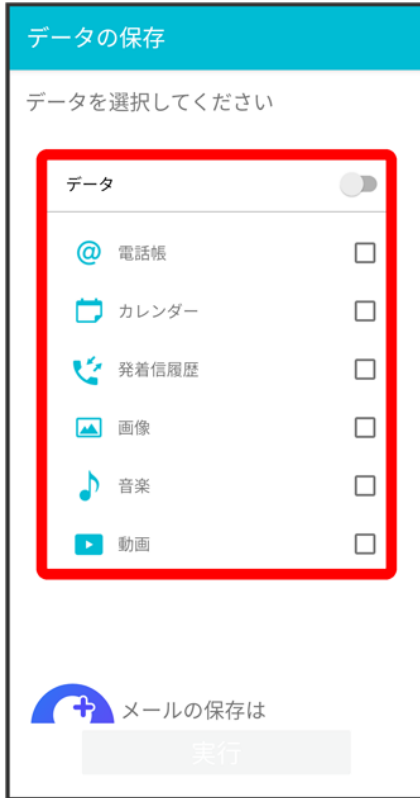 データの保存
データを選択してください
データ
電話帳
カレンダー
発着信履歴
画像
音楽
動画
メールの保存は
実行